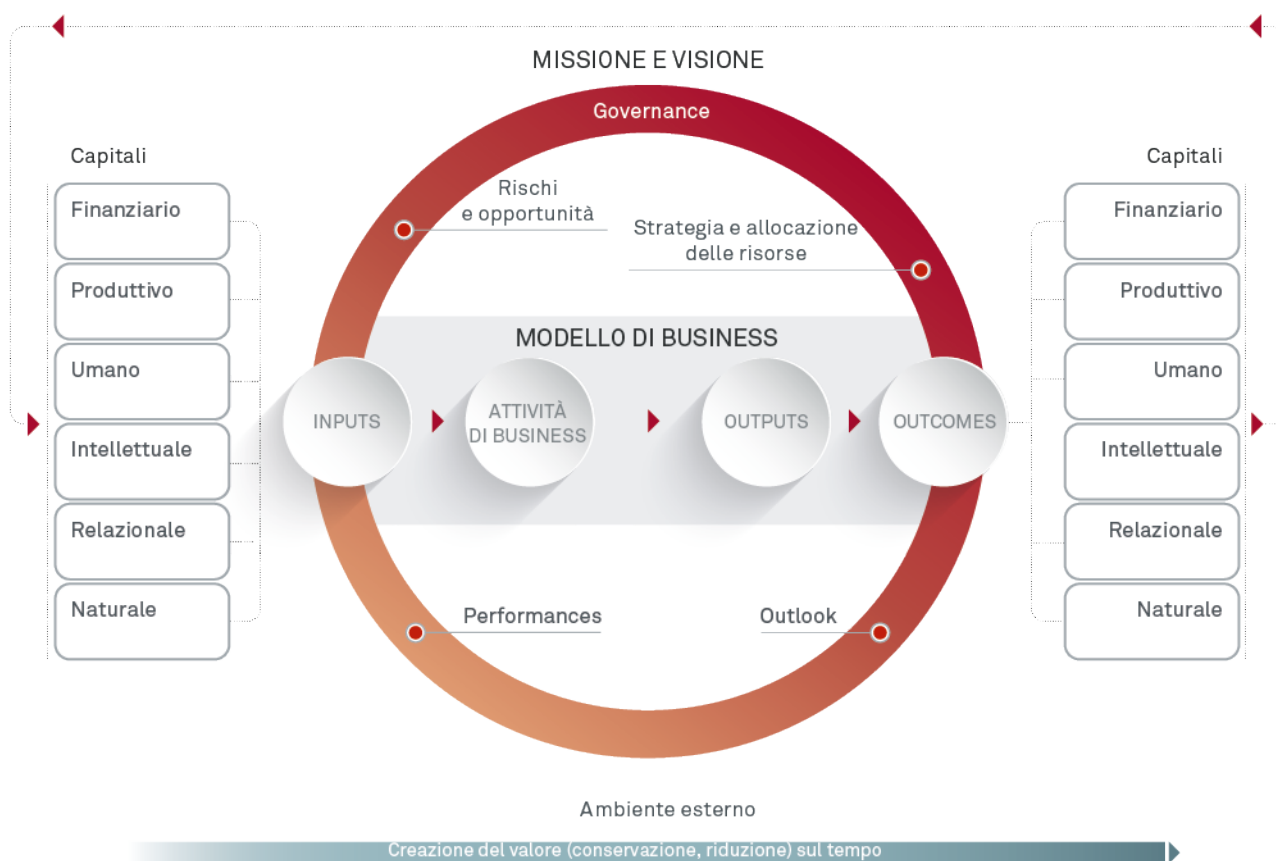 MISSIONE E VISIONE
Governance
Capitali
Finanziario
Produttivo
Umano
Intellettuale
Relazionale
Naturale
Rischi
e opportunità
Strategia e allocazione
delle risorse
MODELLO DI BUSINESS
INPUTS
ATTIVITÀ
DI BUSINESS
OUTPUTS
OUTCOMES
Performances
Outlook
Capitali
Finanziario
Produttivo
Umano
Intellettuale
Relazionale
Naturale
Ambiente esterno
Creazione del valore (conservazione, riduzione) sul tempo